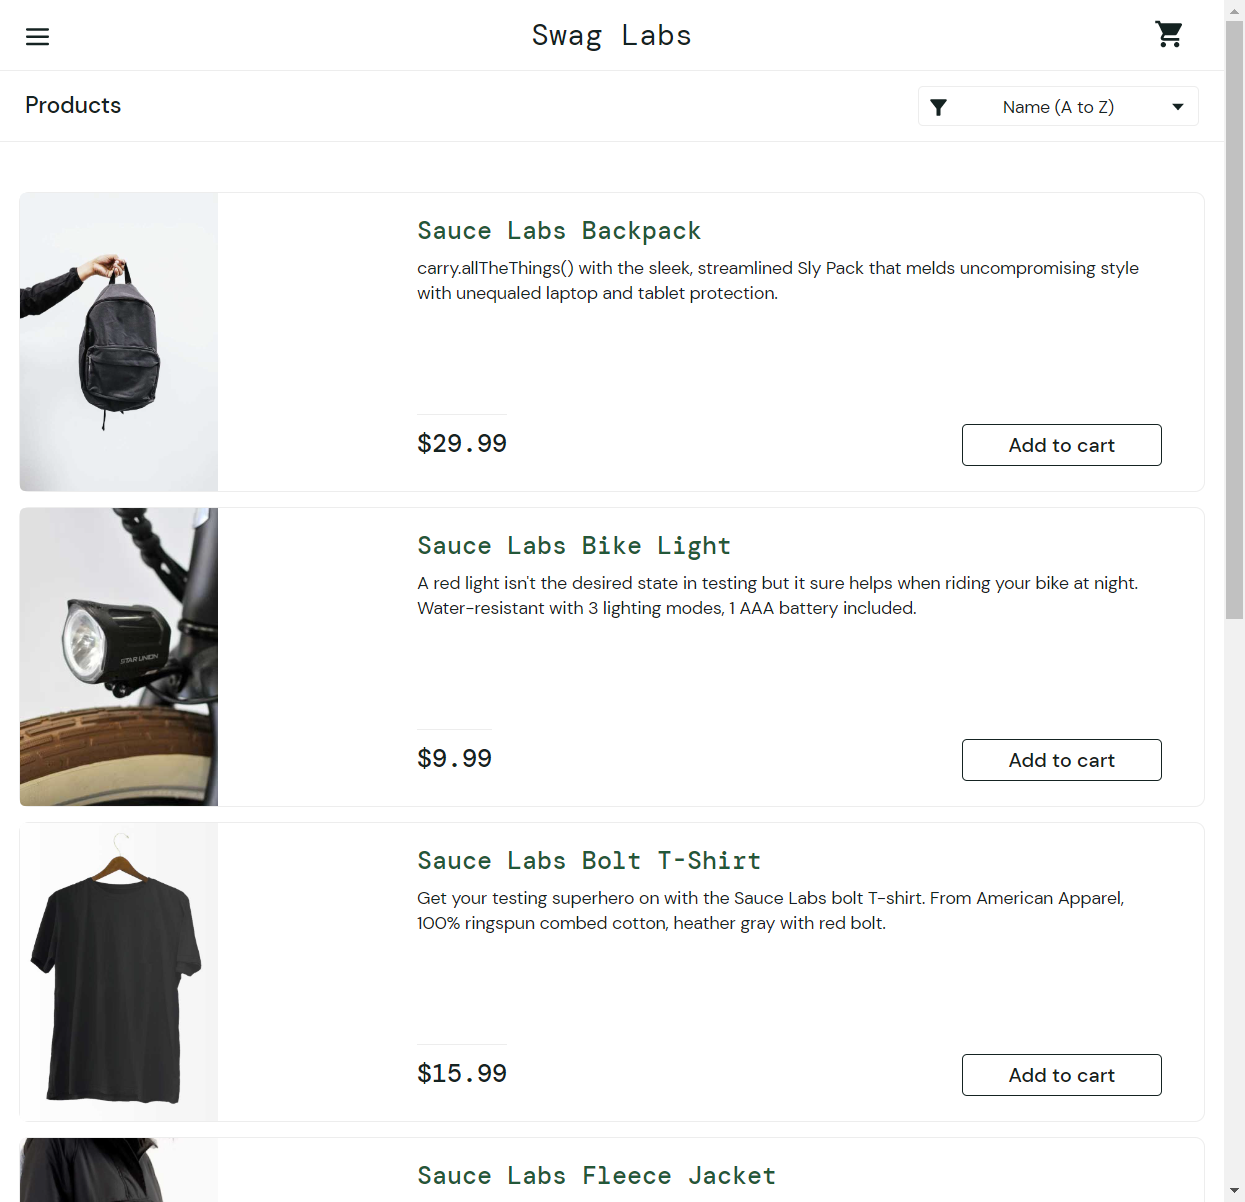 Swag Labs
Products
Name (A to Z)
Sauce Labs Backpack
carry.allTheThings() with the sleek, streamlined Sly Pack that melds uncompromising style
with unequaled laptop and tablet protection.
$29.99
Add to cart
Sauce Labs Bike Light
A red light isn't the desired state in testing but it sure helps when riding your bike at night.
Water-resistant with 3 lighting modes, 1 AAA battery included.
STAR UNION
$9.99
Add to cart
Sauce Labs Bolt T-Shirt
Get your testing superhero on with the Sauce Labs bolt T-shirt. From American Apparel,
100% ringspun combed cotton, heather gray with red bolt.
$15.99
Add to cart
Sauce Labs Fleece Jacket